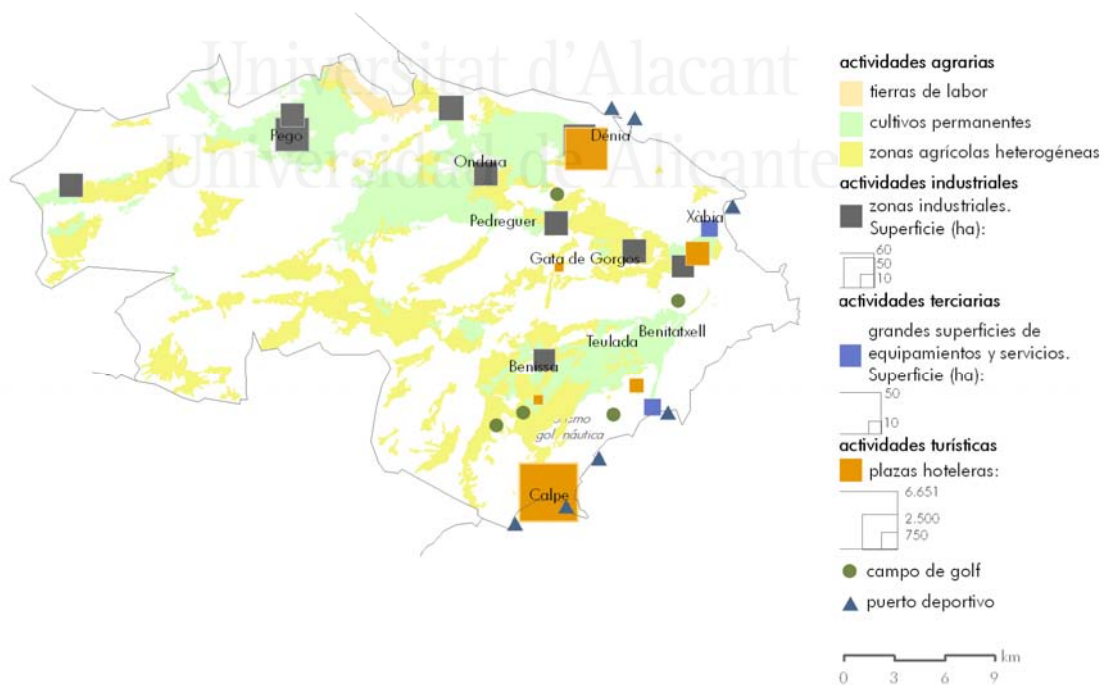 Universitat d'Alacant
Universidad de Alicante
Pego
Dénia
Ondara
Pedreguer
Xàbia
Gata de Gorgos
Benitatxell
Teulada
Benissa
golf náutica
Calpe
actividades agrarias
tierras de labor
cultivos permanentes
zonas agrícolas heterogéneas
actividades industriales
zonas industriales.
Superficie (ha):
60
50
10
actividades terciarias
grandes superficies de
equipamientos y servicios.
Superficie (ha):
50
10
actividades turísticas
plazas hoteleras:
6.651
2.500
750
campo de golf
puerto deportivo
km
0 3 6 9